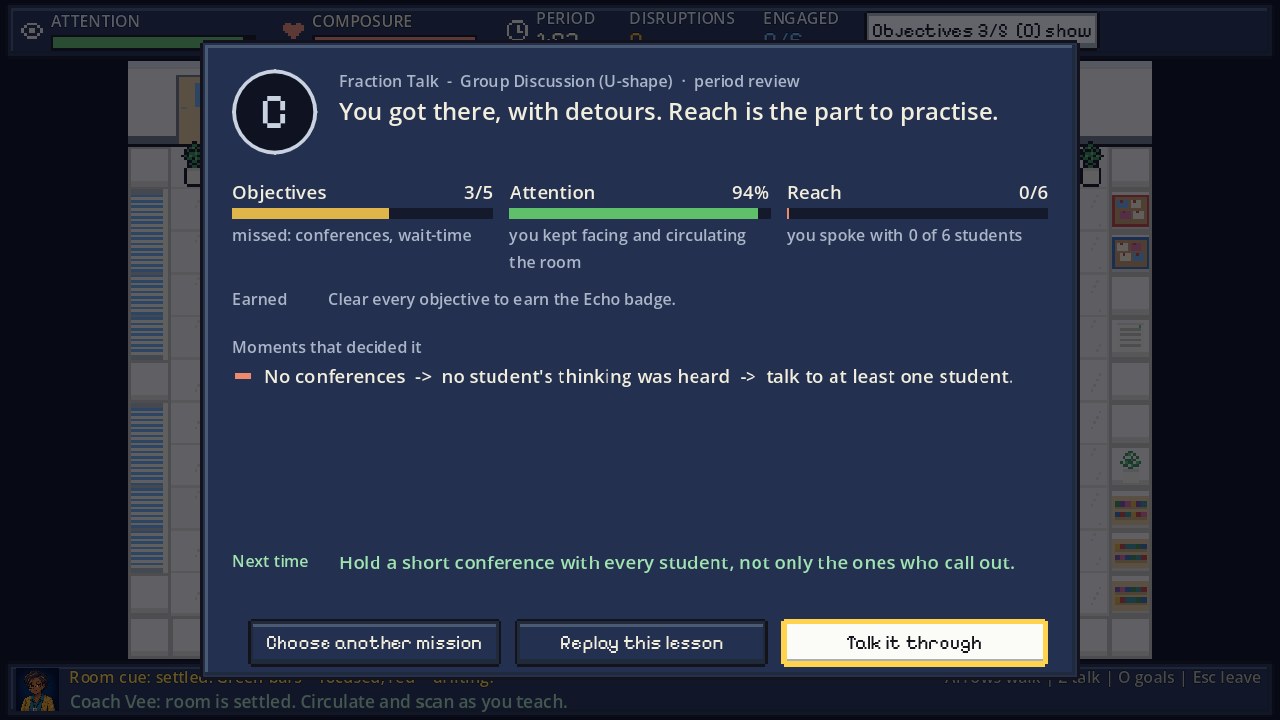 ATTENTION
COMPOSURE
PERIOD
DISRUPTIONS
ENGAGED
Objectives 3/5 (O) show
Fraction Talk - Group Discussion (U-shape) · period review
C
You got there, with detours. Reach is the part to practise.
Objectives 3/5
Attention 94%
Reach 0/6
missed: conferences, wait-time
you kept facing and circulating
the room
you spoke with 0 of 6 students
Earned Clear every objective to earn the Echo badge.
Moments that decided it
No conferences -> no student's thinking was heard -> talk to at least one student.
Next time Hold a short conference with every student, not only the ones who call out.
Choose another mission
Replay this lesson
Talk it through
Room cue: settled. Green bars focused, red drifting.
talk | O goals | Esc leave
Coach Vee: room is settled. Circulate and scan as you teach.